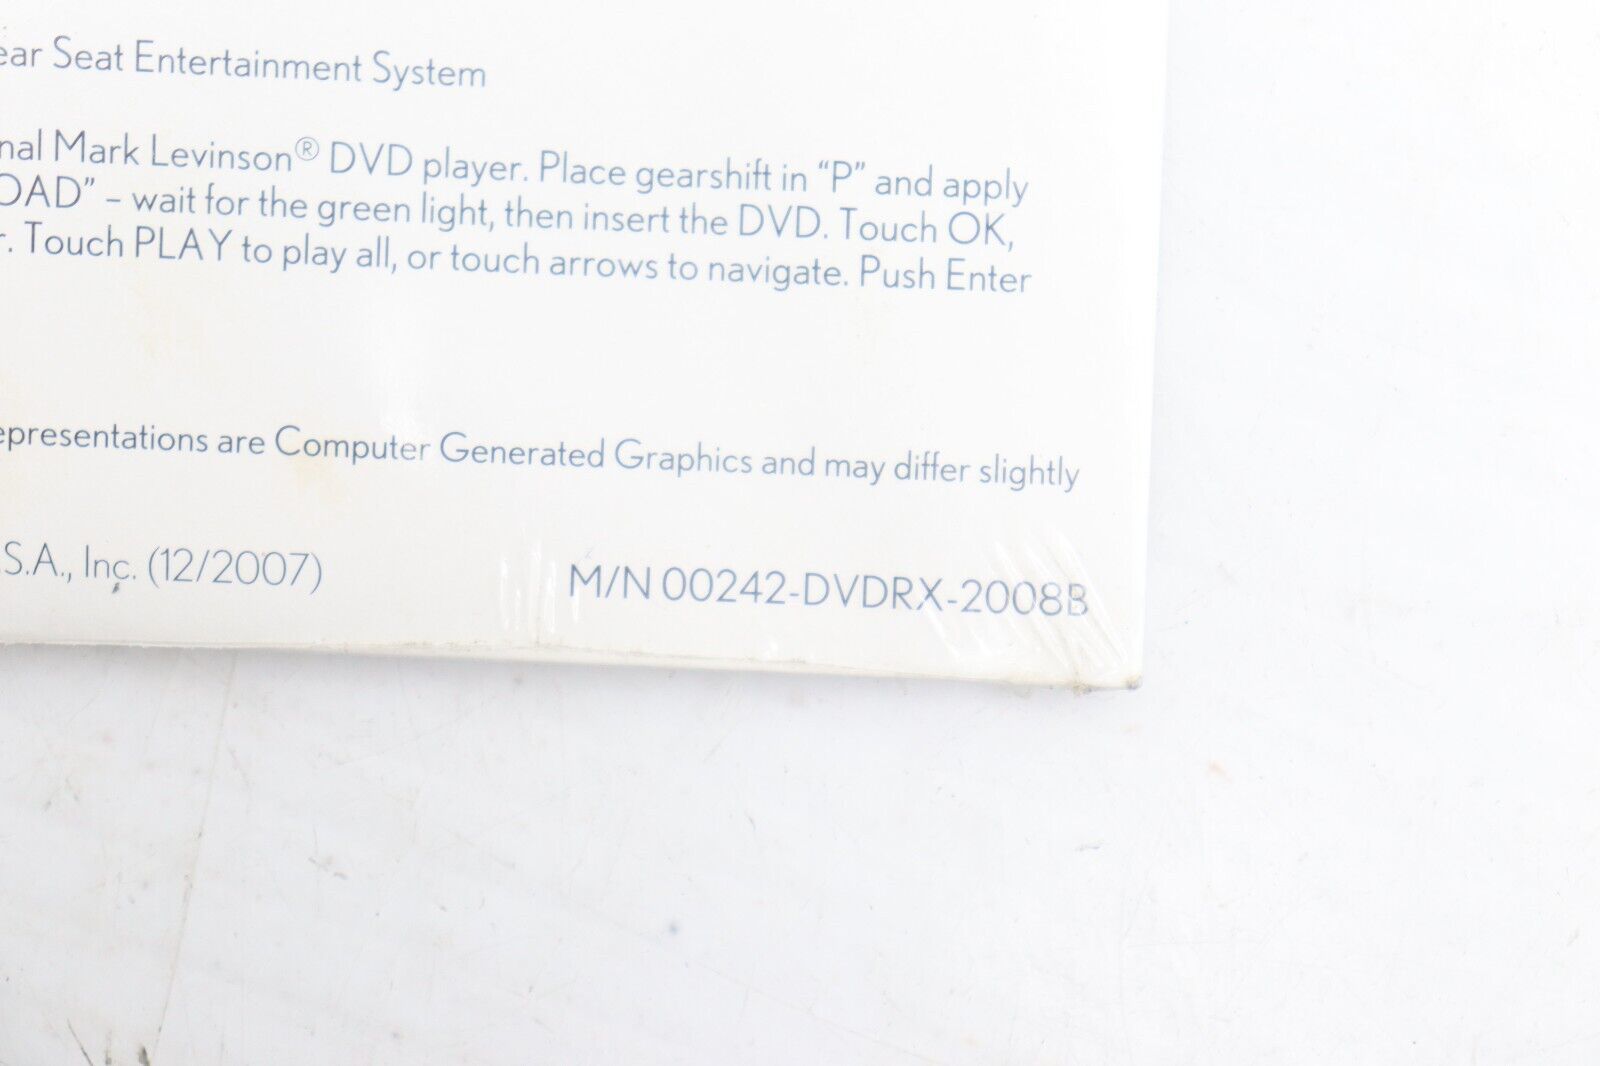 ear Seat Entertainment System
nal Mark Levinson® DVD player. Place gearshift in “P” and apply
OAD” – wait for the green light, then insert the DVD. Touch OK,
r. Touch PLAY to play all, or touch arrows to navigate. Push Enter
epresentations are Computer Generated Graphics and may differ slightly
.S.A., Inc. (12/2007)
M/N 00242-DVDRX-2008B